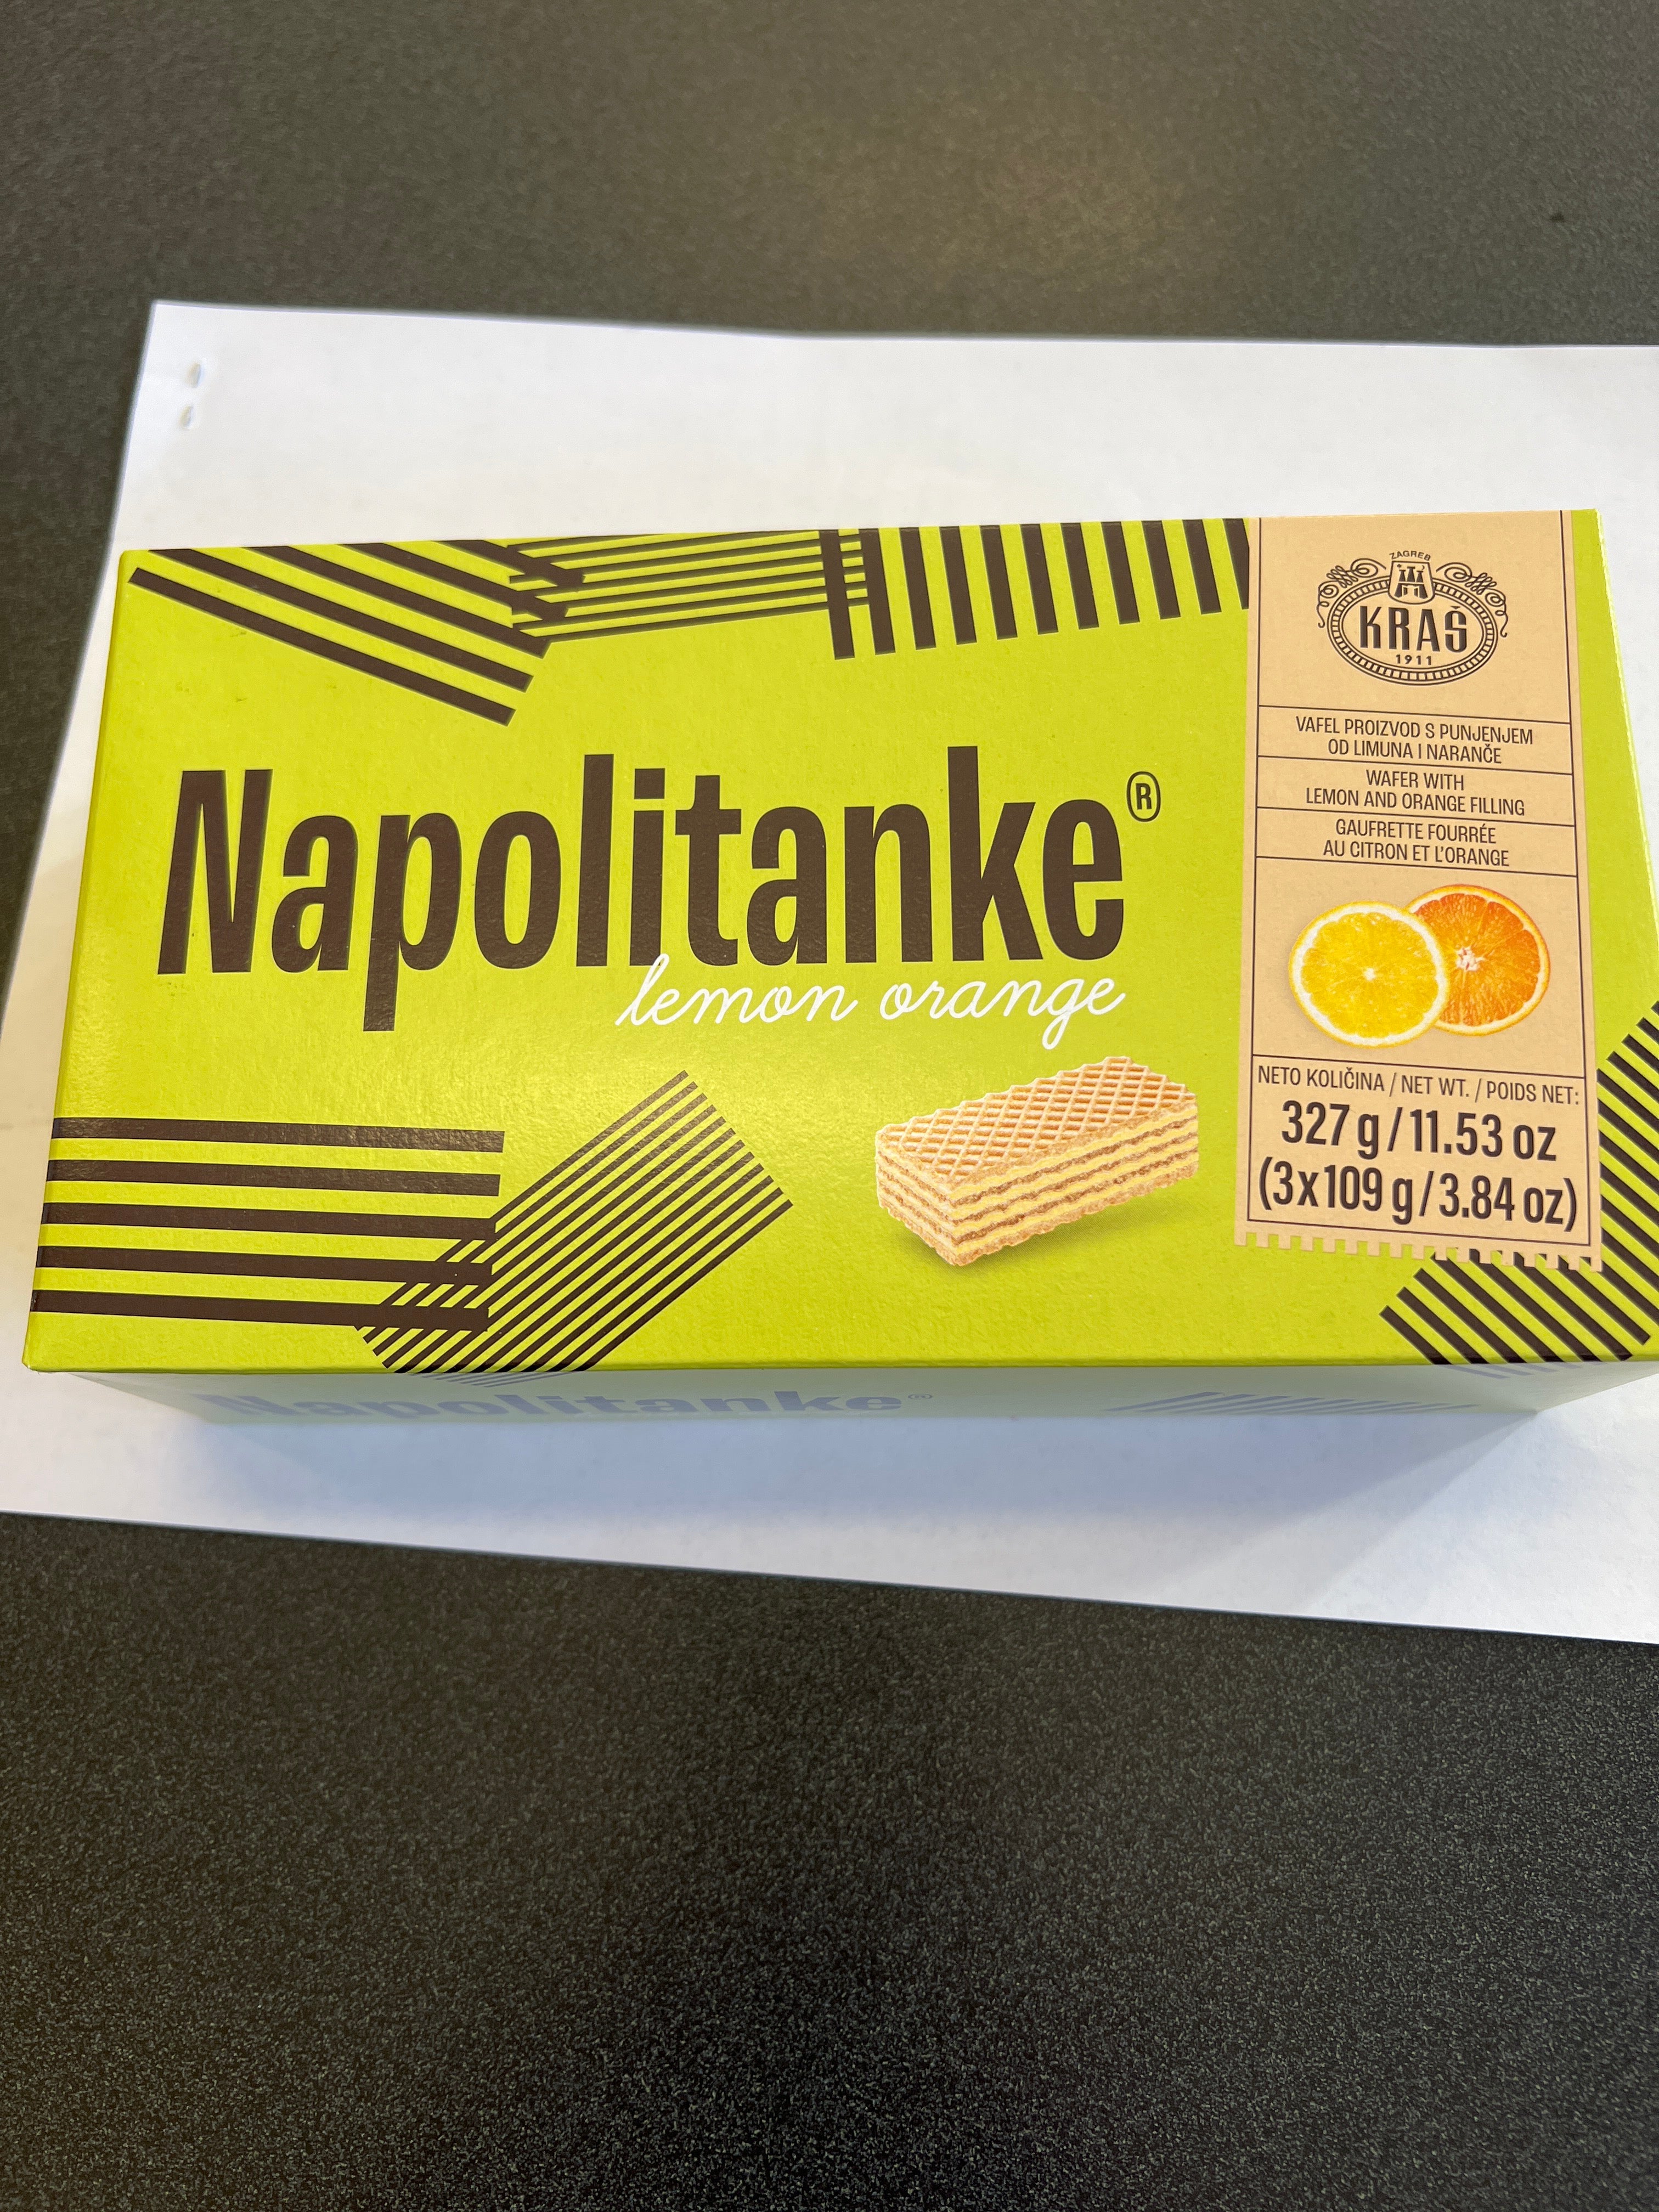 Napolitanke®
lemon orange
ZAGREB
KRAŠ
1911
VAFEL PROIZVOD S PUNJENJEM
OD LIMUNA I NARANČE
WAFER WITH
LEMON AND ORANGE FILLING
GAUFRETTE FOURRÉE
AU CITRON ET L'ORANGE
NETO KOLIČINA / NET WT. / POIDS NET:
327 g / 11.53 oz
(3x109 g / 3.84 oz)
Napolitanke®